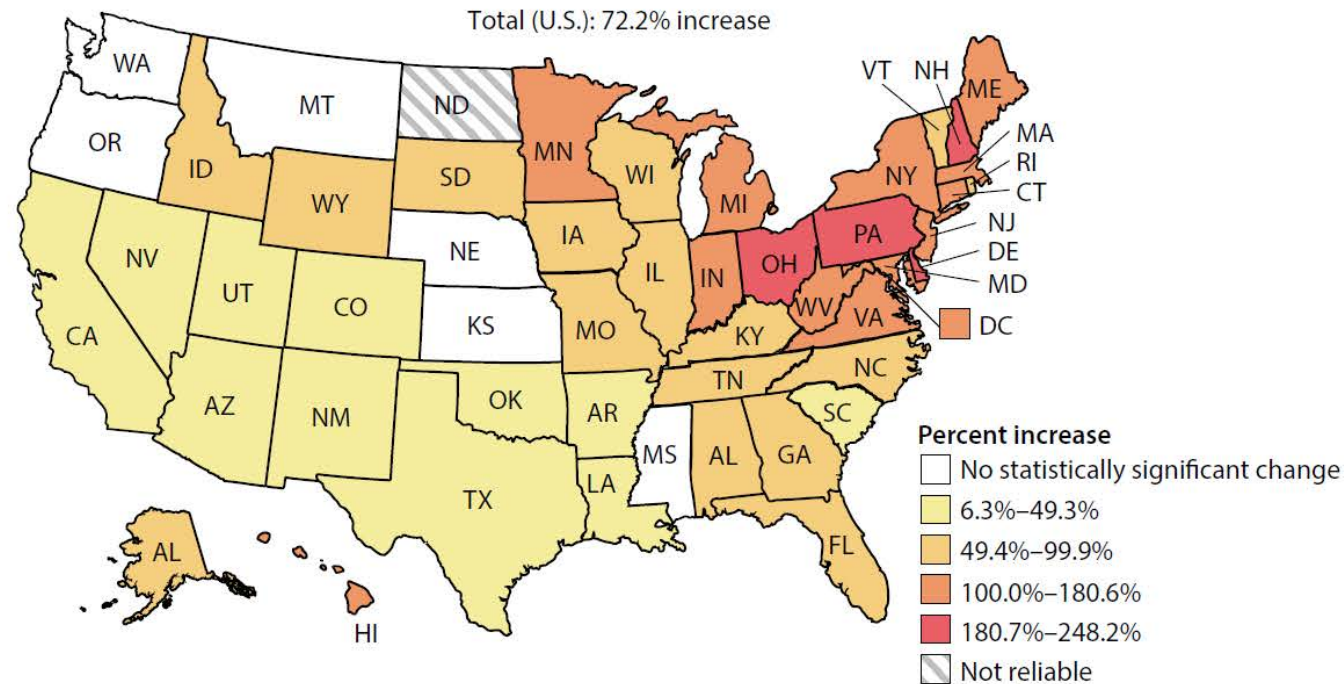 Total (U.S.): 72.2% increase
WA
MT
ND
VT
NH
ME
OR
MN
MA
ID
SD
WI
NY
RI
WY
MI
CT
IA
PA
NJ
NE
NV
OH
DE
IL
IN
UT
MD
CO
WV
VA
DC
KS
MO
CA
KY
NC
TN
OK
AZ
NM
AR
SC
MS
AL
GA
LA
TX
FL
AL
HI
Percent increase
No statistically significant change
6.3%–49.3%
49.4%–99.9%
100.0%–180.6%
180.7%–248.2%
Not reliable